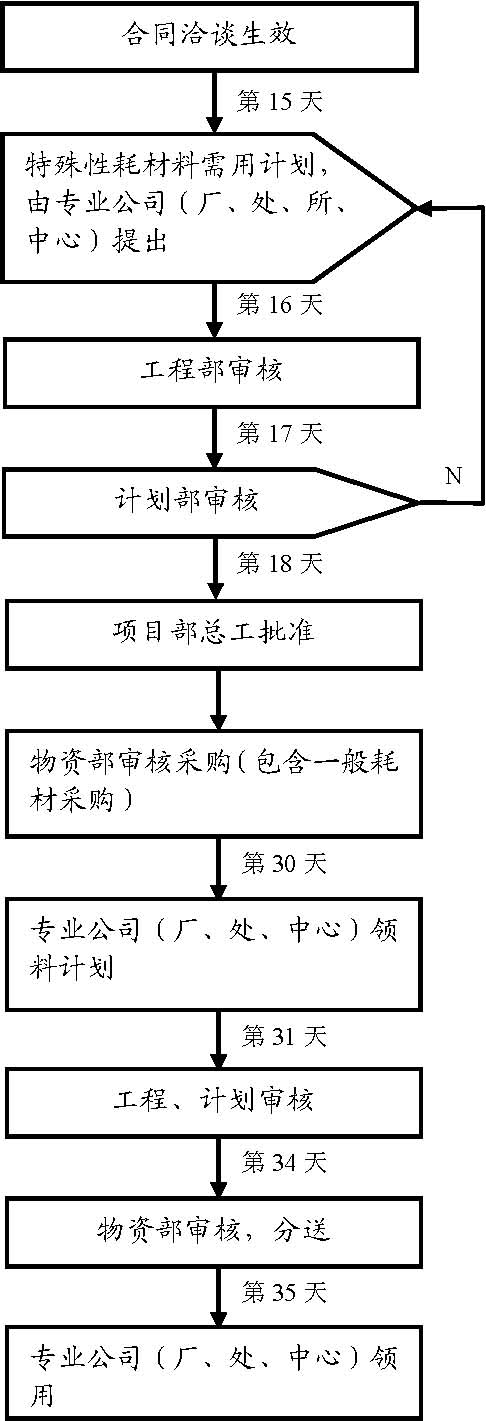 合同洽谈生效
第 15 天
特殊性耗材料需用计划，
由专业公司（厂、处、所、
中心）提出
第 16 天
工程部审核
第 17 天
N
计划部审核
第 18 天
项目部总工批准
物资部审核采购（包含一般耗
材采购）
第 30 天
专业公司（厂、处、中心）领
料计划
第 31 天
工程、计划审核
第 34 天
物资部审核，分送
第 35 天
专业公司（厂、处、中心）领
用